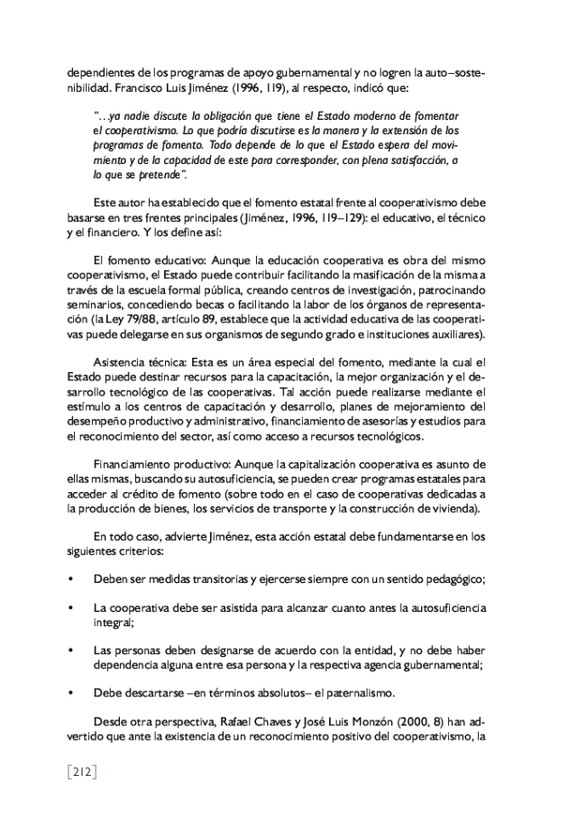 dependientes de los programas de apoyo gubernamental y no logren la auto–soste-
nibilidad. Francisco Luis Jiménez (1996, 119), al respecto, indicó que:
“…ya nadie discute la obligación que tiene el Estado moderno de fomentar
el cooperativismo. Lo que podría discutirse es la manera y la extensión de los
programas de fomento. Todo depende de lo que el Estado espera del movi-
miento y de la capacidad de este para corresponder, con plena satisfacción, a
lo que se pretende”.
Este autor ha establecido que el fomento estatal frente al cooperativismo debe
basarse en tres frentes principales (Jiménez, 1996, 119–129): el educativo, el técnico
y el financiero. Y los define así:
El fomento educativo: Aunque la educación cooperativa es obra del mismo
cooperativismo, el Estado puede contribuir facilitando la masificación de la misma a
través de la escuela formal pública, creando centros de investigación, patrocinando
seminarios, concediendo becas o facilitando la labor de los órganos de representa-
ción (la Ley 79/88, artículo 89, establece que la actividad educativa de las cooperati-
vas puede delegarse en sus organismos de segundo grado e instituciones auxiliares).
Asistencia técnica: Esta es un área especial del fomento, mediante la cual el
Estado puede destinar recursos para la capacitación, la mejor organización y el de-
sarrollo tecnológico de las cooperativas. Tal acción puede realizarse mediante el
estímulo a los centros de capacitación y desarrollo, planes de mejoramiento del
desempeño productivo y administrativo, financiamiento de asesorías y estudios para
el reconocimiento del sector, así como acceso a recursos tecnológicos.
Financiamiento productivo: Aunque la capitalización cooperativa es asunto de
ellas mismas, buscando su autosuficiencia, se pueden crear programas estatales para
acceder al crédito de fomento (sobre todo en el caso de cooperativas dedicadas a
la producción de bienes, los servicios de transporte y la construcción de vivienda).
En todo caso, advierte Jiménez, esta acción estatal debe fundamentarse en los
siguientes criterios:
• Deben ser medidas transitorias y ejercerse siempre con un sentido pedagógico;
• La cooperativa debe ser asistida para alcanzar cuanto antes la autosuficiencia
integral;
• Las personas deben designarse de acuerdo con la entidad, y no debe haber
dependencia alguna entre esa persona y la respectiva agencia gubernamental;
• Debe descartarse –en términos absolutos– el paternalismo.
Desde otra perspectiva, Rafael Chaves y José Luis Monzón (2000, 8) han ad-
vertido que ante la existencia de un reconocimiento positivo del cooperativismo, la
[212]